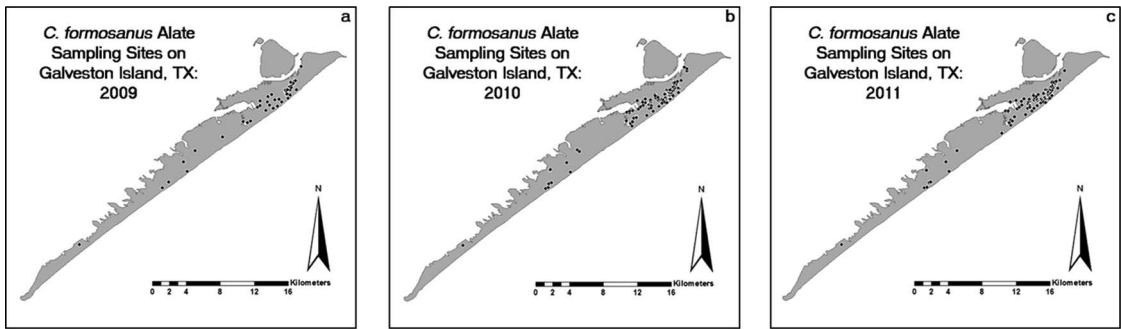 a
C. formosanus Alate
Sampling Sites on
Galveston Island, TX:
2009
N
Kilometers
0 2 4 8 12 16
b
C. formosanus Alate
Sampling Sites on
Galveston Island, TX:
2010
N
Kilometers
0 2 4 8 12 16
c
C. formosanus Alate
Sampling Sites on
Galveston Island, TX:
2011
N
Kilometers
0 2 4 8 12 16